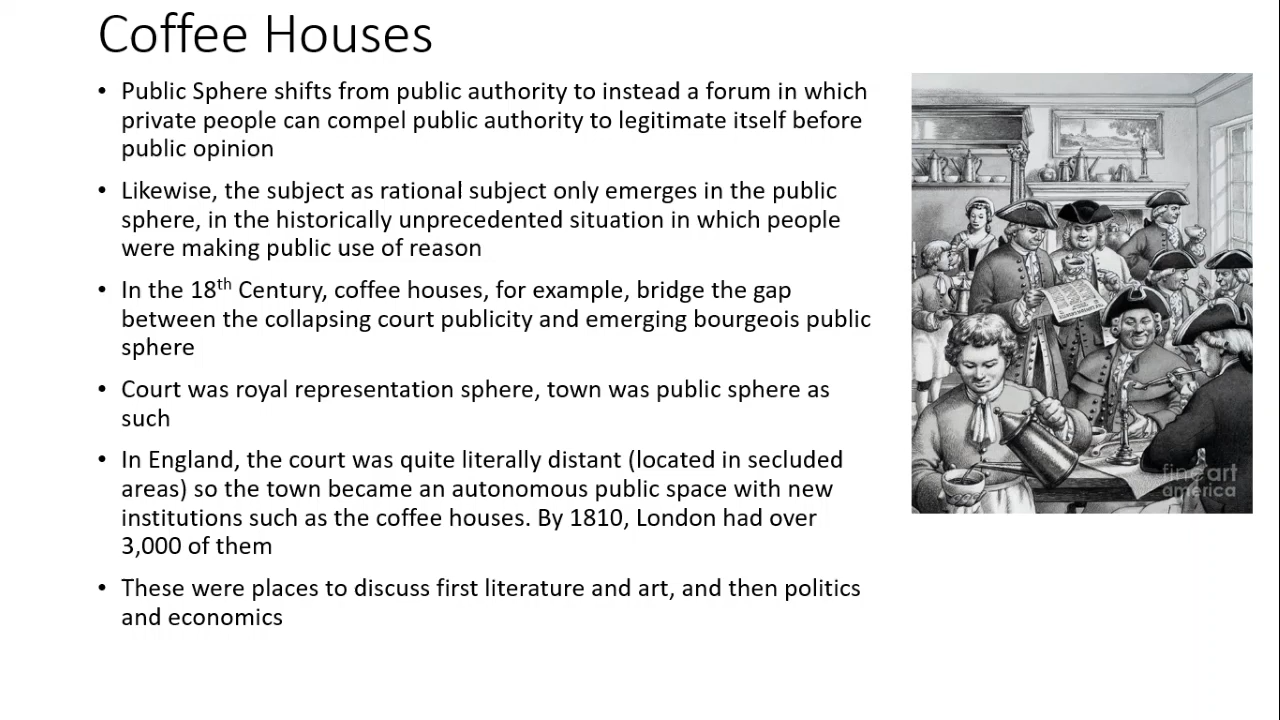 Coffee Houses
• Public Sphere shifts from public authority to instead a forum in which
private people can compel public authority to legitimate itself before
public opinion
• Likewise, the subject as rational subject only emerges in the public
sphere, in the historically unprecedented situation in which people
were making public use of reason
• In the 18th Century, coffee houses, for example, bridge the gap
between the collapsing court publicity and emerging bourgeois public
sphere
• Court was royal representation sphere, town was public sphere as
such
• In England, the court was quite literally distant (located in secluded
areas) so the town became an autonomous public space with new
institutions such as the coffee houses. By 1810, London had over
3,000 of them
• These were places to discuss first literature and art, and then politics
and economics
fineart
america